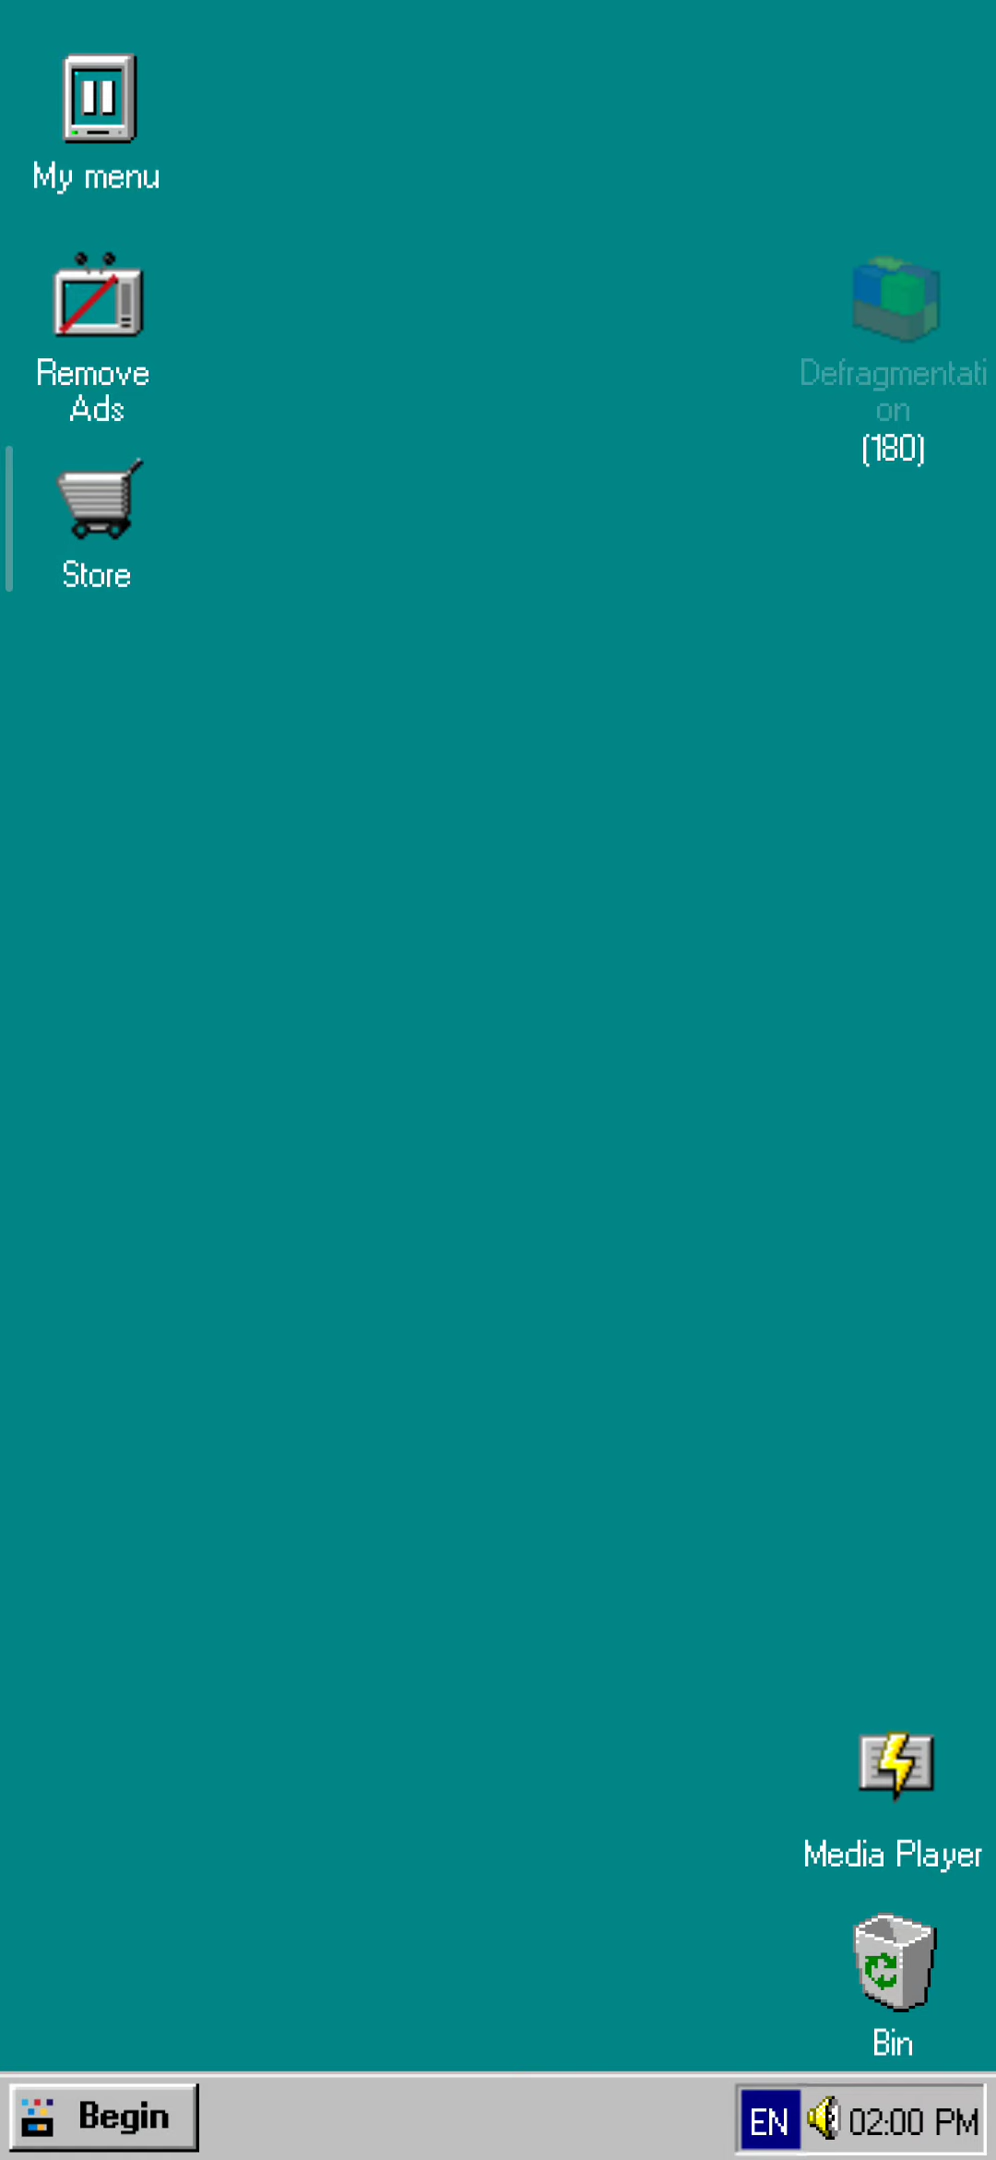 My menu
Remove
Ads
Defragmentati
on
(180)
Store
Media Player
Bin
Begin
EN 02:00 PM